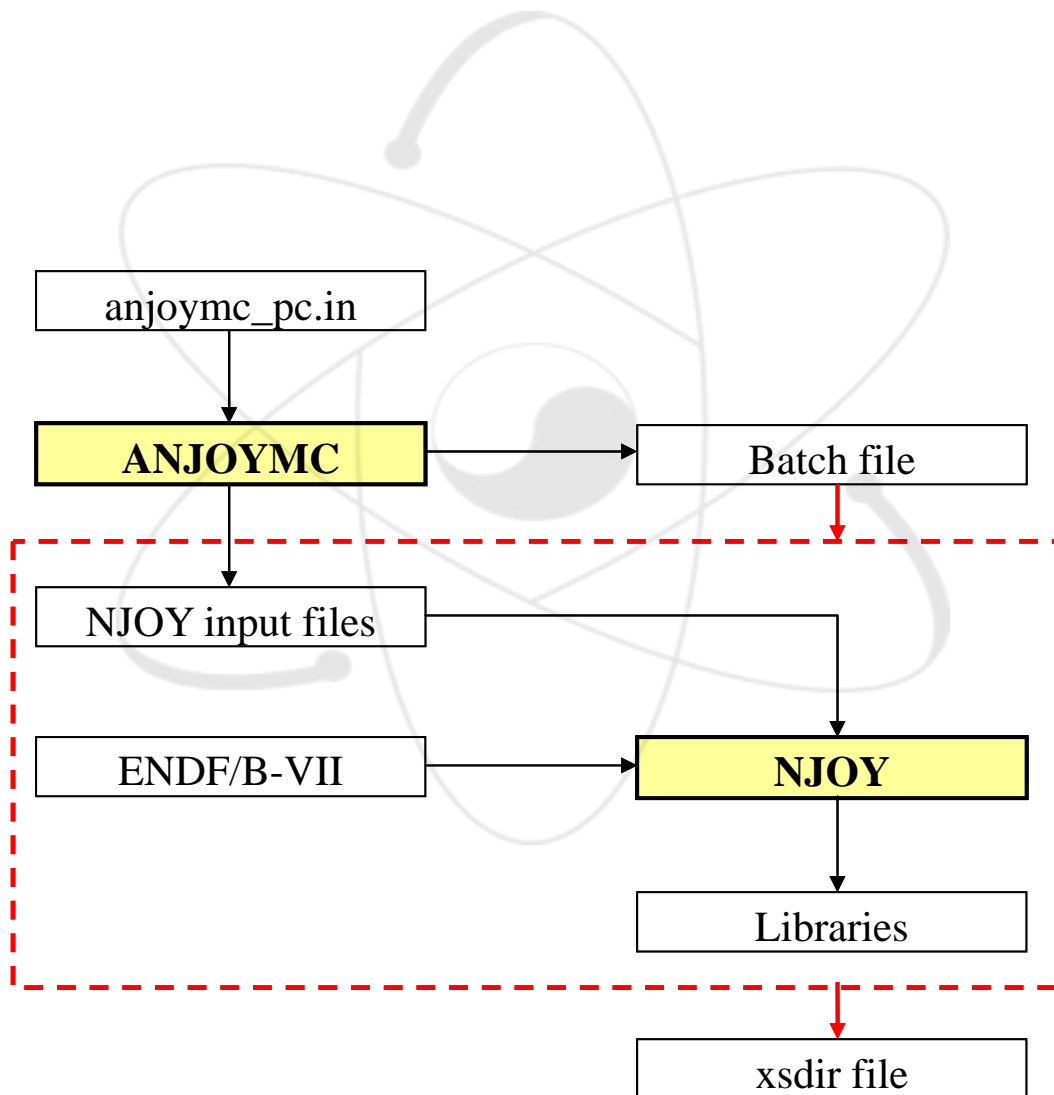 anjoymc_pc.in
ANJOYMC
Batch file
NJOY input files
ENDF/B-VII
NJOY
Libraries
xsdir file